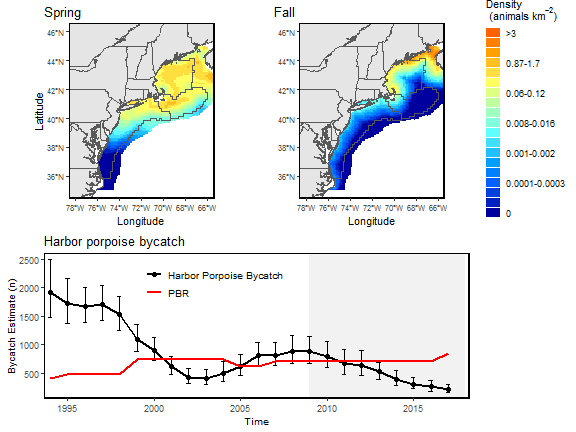 Spring
Fall
Density
(animals km⁻²)
46°N
44°N
42°N
40°N
38°N
36°N
Latitude
78°W 76°W 74°W 72°W 70°W 68°W 66°W
Longitude
46°N
44°N
42°N
40°N
38°N
36°N
78°W 76°W 74°W 72°W 70°W 68°W 66°W
Longitude
>3
0.87-1.7
0.06-0.12
0.008-0.016
0.001-0.002
0.0001-0.0003
0
Harbor porpoise bycatch
Bycatch Estimate (n)
2500
2000
1500
1000
500
Harbor Porpoise Bycatch
PBR
1995 2000 2005 2010 2015
Time